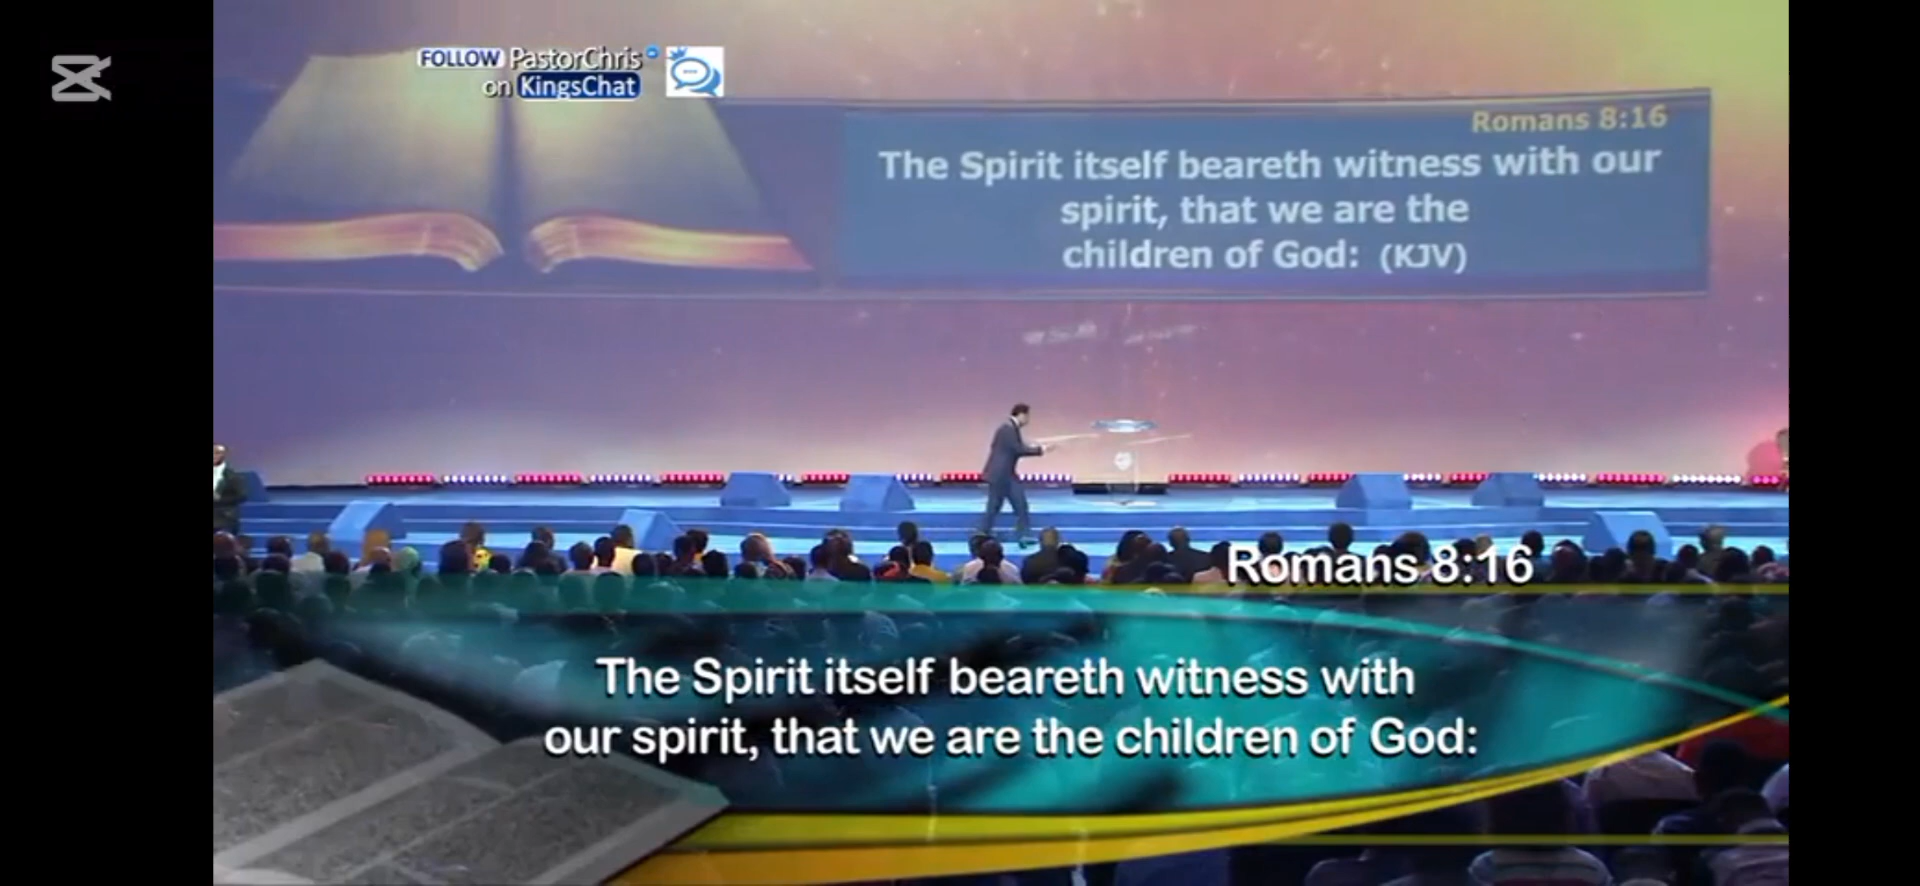 FOLLOW PastorChris
on KingsChat
Romans 8:16
The Spirit itself beareth witness with our
spirit, that we are the
children of God: (KJV)
Romans 8:16
The Spirit itself beareth witness with
our spirit, that we are the children of God: